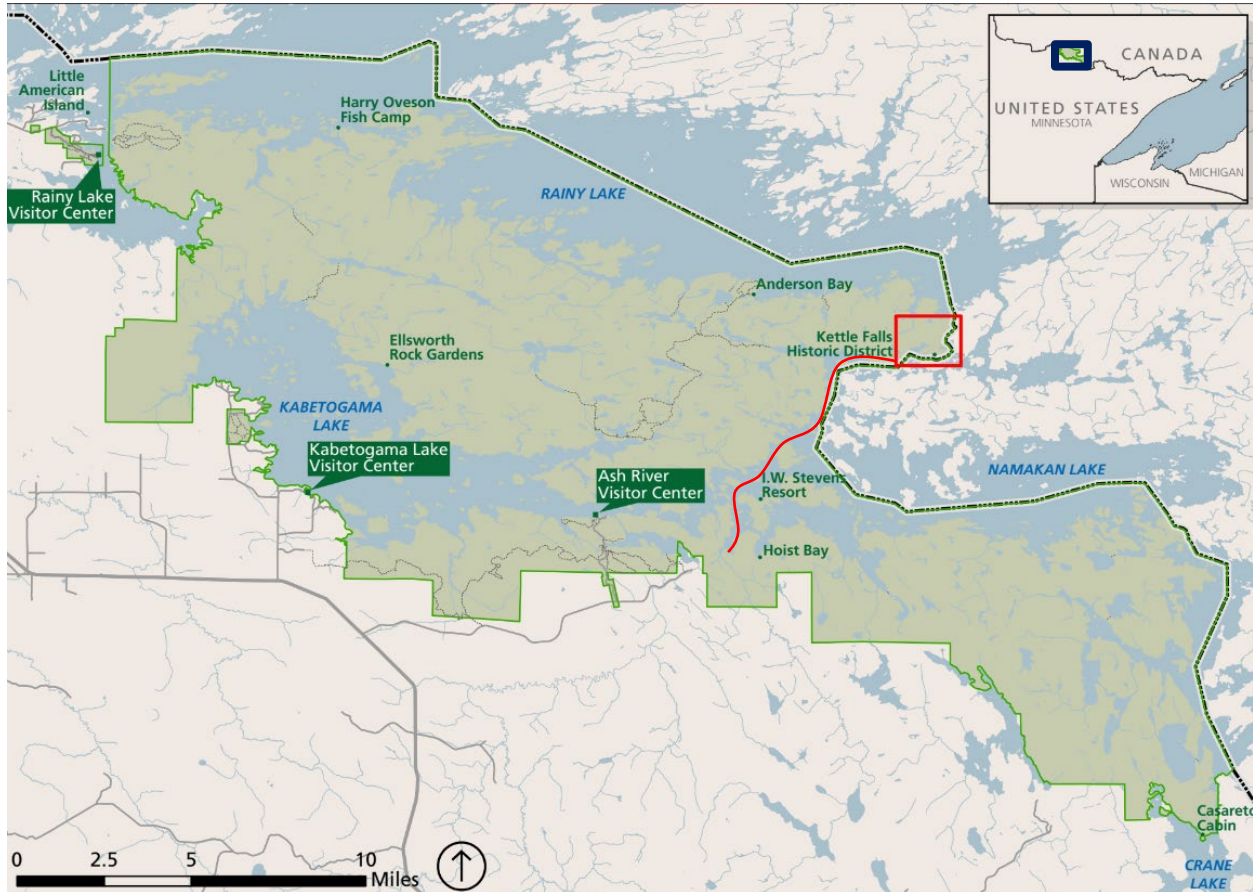 Little
American
Island
Harry Oveson
Fish Camp
CANADA
UNITED STATES
MINNESOTA
WISCONSIN
MICHIGAN
Rainy Lake
Visitor Center
RAINY LAKE
Anderson Bay
Kettle Falls
Historic District
Ellsworth
Rock Gardens
KABETOGAMA
LAKE
Kabetogama Lake
Visitor Center
Ash River
Visitor Center
I.W. Stevens
Resort
NAMAKAN LAKE
Hoist Bay
Casareto
Cabin
CRANE
LAKE
0 2.5 5 10
Miles